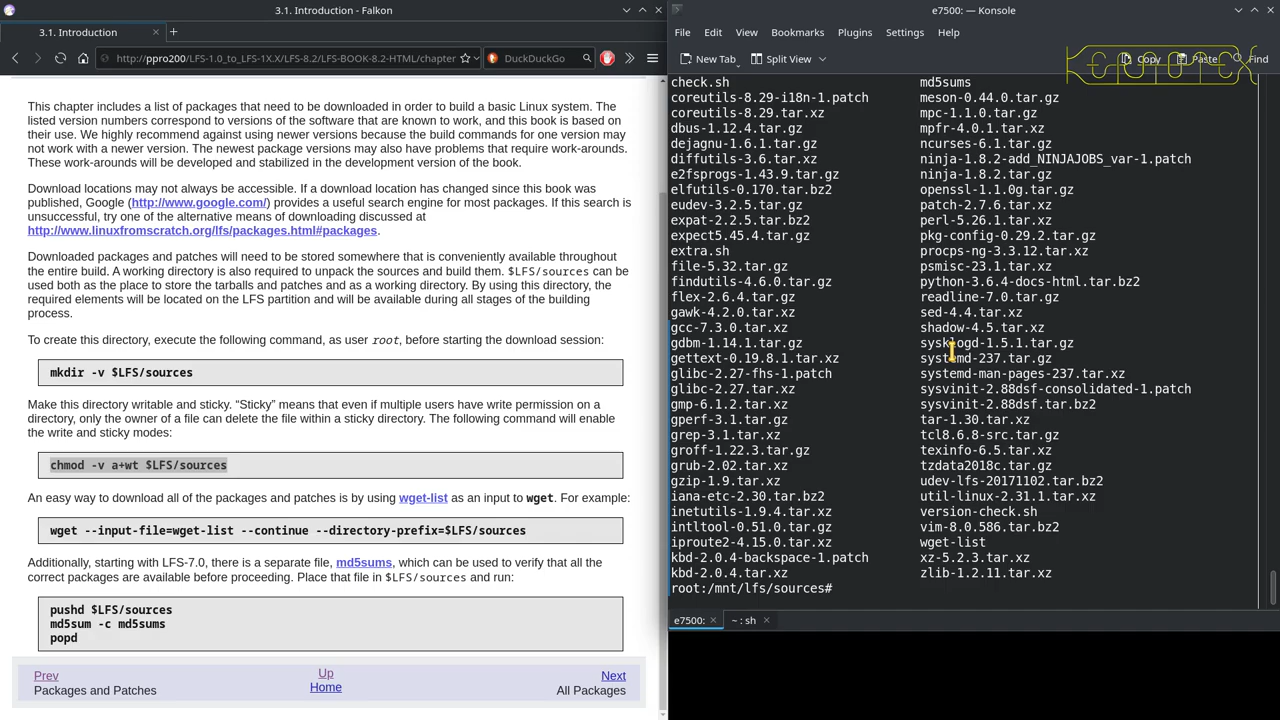 3.1. Introduction - Falkon
3.1. Introduction
http://ppro200/LFS-1.0_to_LFS-1X.X/LFS-8.2/LFS-BOOK-8.2-HTML/chapter
DuckDuckGo
This chapter includes a list of packages that need to be downloaded in order to build a basic Linux system. The
listed version numbers correspond to versions of the software that are known to work, and this book is based on
their use. We highly recommend against using newer versions because the build commands for one version may
not work with a newer version. The newest package versions may also have problems that require work-arounds.
These work-arounds will be developed and stabilized in the development version of the book.
Download locations may not always be accessible. If a download location has changed since this book was
published, Google (http://www.google.com/) provides a useful search engine for most packages. If this search is
unsuccessful, try one of the alternative means of downloading discussed at
http://www.linuxfromscratch.org/lfs/packages.html#packages.
Downloaded packages and patches will need to be stored somewhere that is conveniently available throughout
the entire build. A working directory is also required to unpack the sources and build them. $LFS/sources can be
used both as the place to store the tarballs and patches and as a working directory. By using this directory, the
required elements will be located on the LFS partition and will be available during all stages of the building
process.
To create this directory, execute the following command, as user root, before starting the download session:
mkdir -v $LFS/sources
Make this directory writable and sticky. “Sticky” means that even if multiple users have write permission on a
directory, only the owner of a file can delete the file within a sticky directory. The following command will enable
the write and sticky modes:
chmod -v a+wt $LFS/sources
An easy way to download all of the packages and patches is by using wget-list as an input to wget. For example:
wget --input-file=wget-list --continue --directory-prefix=$LFS/sources
Additionally, starting with LFS-7.0, there is a separate file, md5sums, which can be used to verify that all the
correct packages are available before proceeding. Place that file in $LFS/sources and run:
pushd $LFS/sources
md5sum -c md5sums
popd
Prev Up Next
Packages and Patches Home All Packages
e7500: — Konsole
File Edit View Bookmarks Plugins Settings Help
New Tab Split View Copy Paste Find
check.sh md5sums
coreutils-8.29-i18n-1.patch meson-0.44.0.tar.gz
coreutils-8.29.tar.xz mpc-1.1.0.tar.gz
dbus-1.12.4.tar.gz mpfr-4.0.1.tar.xz
dejagnu-1.6.1.tar.gz ncurses-6.1.tar.gz
diffutils-3.6.tar.xz ninja-1.8.2-add_NINJAJOBS_var-1.patch
e2fsprogs-1.43.9.tar.gz ninja-1.8.2.tar.gz
elfutils-0.170.tar.bz2 openssl-1.1.0g.tar.gz
eudev-3.2.5.tar.gz patch-2.7.6.tar.xz
expat-2.2.5.tar.bz2 perl-5.26.1.tar.xz
expect5.45.4.tar.gz pkg-config-0.29.2.tar.gz
extra.sh procps-ng-3.3.12.tar.xz
file-5.32.tar.gz psmisc-23.1.tar.xz
findutils-4.6.0.tar.gz python-3.6.4-docs-html.tar.bz2
flex-2.6.4.tar.gz readline-7.0.tar.gz
gawk-4.2.0.tar.xz sed-4.4.tar.xz
gcc-7.3.0.tar.xz shadow-4.5.tar.xz
gdbm-1.14.1.tar.gz sysklogd-1.5.1.tar.gz
gettext-0.19.8.1.tar.xz systemd-237.tar.gz
glibc-2.27-fhs-1.patch systemd-man-pages-237.tar.xz
glibc-2.27.tar.xz sysvinit-2.88dsf-consolidated-1.patch
gmp-6.1.2.tar.xz sysvinit-2.88dsf.tar.bz2
gperf-3.1.tar.gz tar-1.30.tar.xz
grep-3.1.tar.xz tcl8.6.8-src.tar.gz
groff-1.22.3.tar.gz texinfo-6.5.tar.xz
grub-2.02.tar.xz tzdata2018c.tar.gz
gzip-1.9.tar.xz udev-lfs-20171102.tar.bz2
iana-etc-2.30.tar.bz2 util-linux-2.31.1.tar.xz
inetutils-1.9.4.tar.xz version-check.sh
intltool-0.51.0.tar.gz vim-8.0.586.tar.bz2
iproute2-4.15.0.tar.xz wget-list
kbd-2.0.4-backspace-1.patch xz-5.2.3.tar.xz
kbd-2.0.4.tar.xz zlib-1.2.11.tar.xz
root:/mnt/lfs/sources#
e7500: ~ : sh